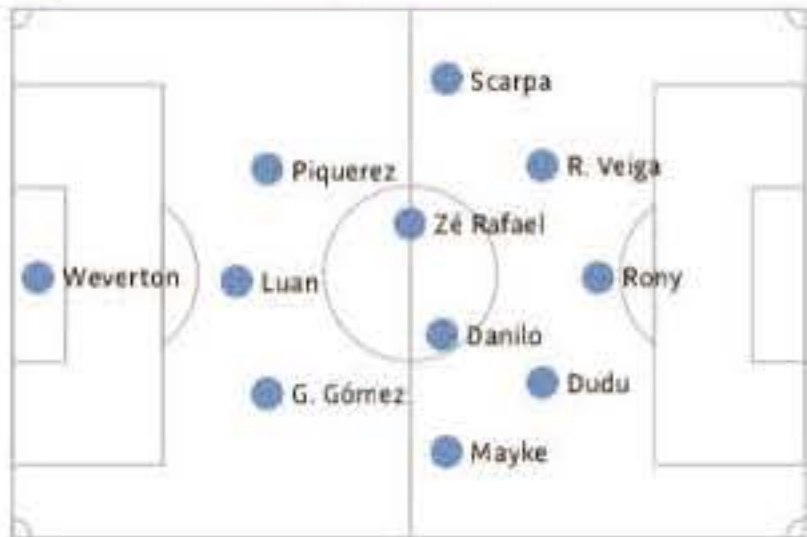 Scarpa
Piquerez
R. Veiga
Zé Rafael
Weverton
Luan
Rony
Danilo
G. Gómez
Dudu
Mayke